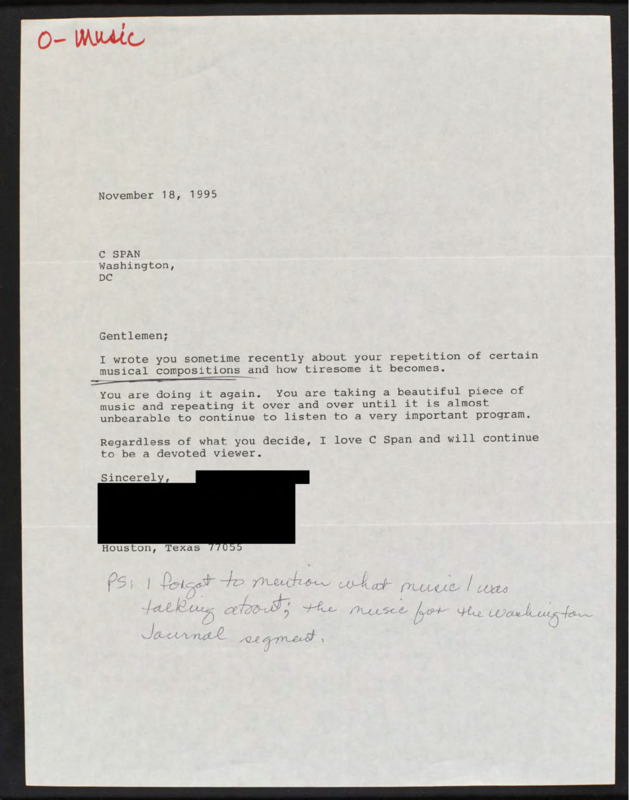 O- Music
November 18, 1995
C SPAN
Washington,
DC
Gentlemen;
I wrote you sometime recently about your repetition of certain
musical compositions and how tiresome it becomes.
You are doing it again.  You are taking a beautiful piece of
music and repeating it over and over until it is almost
unbearable to continue to listen to a very important program.
Regardless of what you decide, I love C Span and will continue
to be a devoted viewer.
Sincerely,
Houston, Texas 77055
PS: I forgot to mention what music I was
talking about; the music for the Washington
Journal segment.